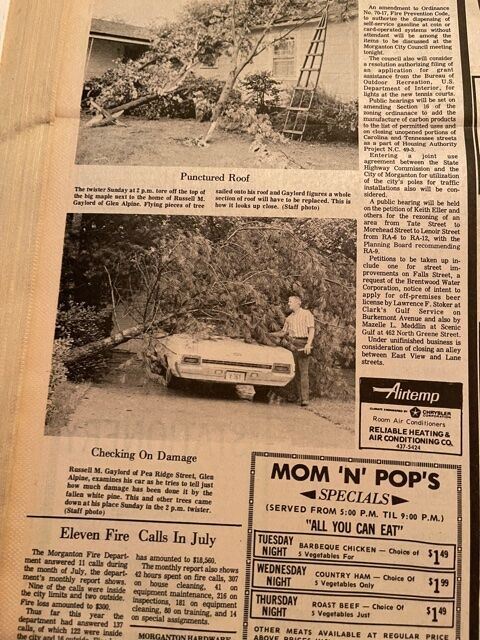 Punctured Roof
The twister Sunday at 2 p.m. tore off the top of
the big maple next to the home of Russell M.
Gaylord of Glen Alpine. Flying pieces of tree
sailed onto his roof and Gaylord figures a whole
section of roof will have to be replaced. This is
how it looks up close. (Staff photo)
Checking On Damage
Russell M. Gaylord of Pea Ridge Street, Glen
Alpine, examines his car as he tries to tell just
how much damage has been done it by the
fallen white pine. This and other trees came
down at his place Sunday in the 2 p.m. twister.
(Staff photo)
Eleven Fire Calls In July
The Morganton Fire Depart-
ment answered 11 calls during
the month of July, the depart-
ment's monthly report shows.
Nine of the calls were inside
the city limits and two outside.
Fire loss amounted to $300.
Thus far this year the
department had answered 137
calls, of which 122 were inside
the city and 16 outside.
has amounted to $18,560.
The monthly report also shows
42 hours spent on fire calls, 307
on house cleaning, 41 on
equipment maintenance, 216 on
inspections, 181 on equipment
cleaning, 80 on training, and 14
on special assignments.
MORGANTON HARDWARE
An amendment to Ordinance
No. 70-17, Fire Prevention Code,
to authorize the dispensing of
self-service gasoline at coin or
card-operated systems without
attendant will be among the
items to be discussed at the
Morganton City Council meeting
tonight.
The council also will consider
a resolution authorizing filing of
an application for grant
assistance from the Bureau of
Outdoor Recreation, U.S.
Department of Interior, for
lights at the new tennis courts.
Public hearings will be set on
amending Section 16 of the
zoning ordinance to add the
manufacture of carbon products
to the list of permitted uses and
on closing unopened portions of
Carolina and Tennessee streets
as a part of Housing Authority
Project N.C. 49-3.
Entering a joint use
agreement between the State
Highway Commission and the
City of Morganton for utilization
of the city's poles for traffic
installations also will be con-
sidered.
A public hearing will be held
on the petition of Keith Eller and
others for the rezoning of an
area from Tate Street to
Morehead Street to Lenoir Street
from RA-6 to RA-12, with the
Planning Board recommending
RA-9.
Petitions to be taken up in-
clude one for street im-
provements on Falls Street, a
request of the Brentwood Water
Corporation, notice of intent to
apply for off-premises beer
license by Lawrence F. Stoker at
Clark's Gulf Service on
Burkemont Avenue and also by
Mazelle L. Meddlin at Scenic
Gulf at 462 North Greene Street.
Under unifinished business is
consideration of closing an alley
between East View and Lane
streets.
Airtemp
CLIMATE ENGINEERED BY CHRYSLER
Room Air Conditioners
RELIABLE HEATING &
AIR CONDITIONING CO.
437-5424
MOM 'N' POP'S
SPECIALS
(SERVED FROM 5:00 P.M. TIL 9:00 P.M.)
"ALL YOU CAN EAT"
TUESDAY NIGHT BARBEQUE CHICKEN — Choice of 5 Vegetables For $1.49
WEDNESDAY NIGHT COUNTRY HAM — Choice Of 5 Vegetables For $1.99
THURSDAY NIGHT ROAST BEEF — Choice Of 5 Vegetables Just $1.49
OTHER MEATS AVAILABLE AT REGULAR PRICE